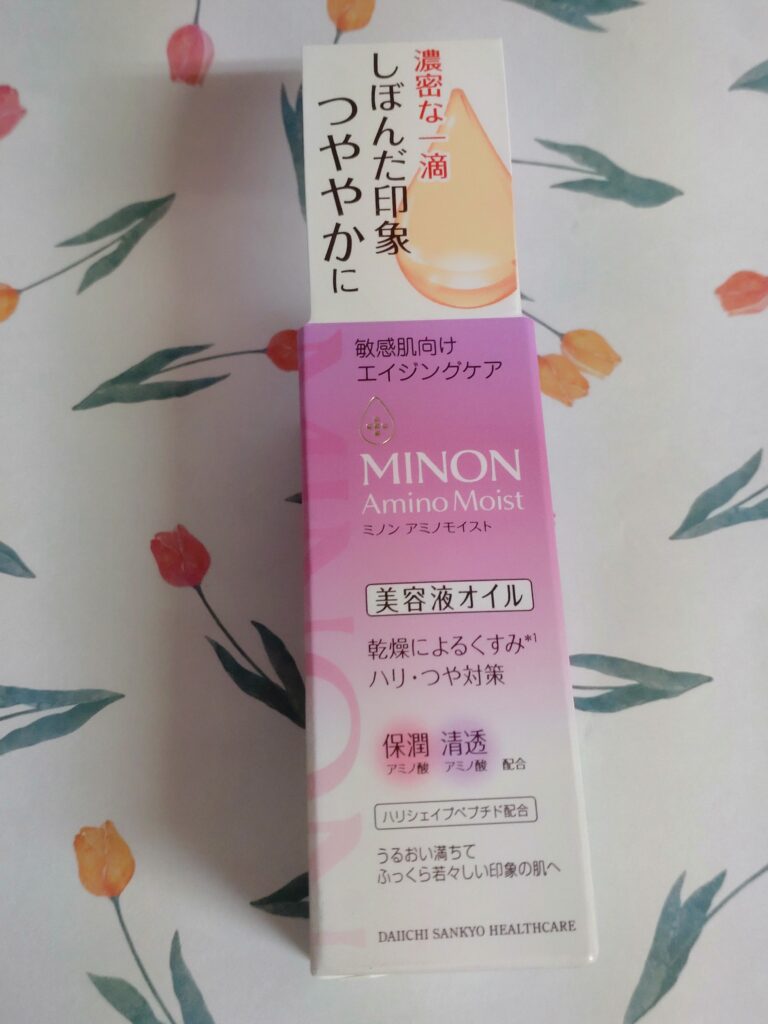 濃密な一滴
しぼんだ印象
つややかに
敏感肌向け
エイジングケア
MINON
Amino Moist
ミノン アミノモイスト
美容液オイル
乾燥によるくすみ*1
ハリ・つや対策
保潤 清透
アミノ酸 アミノ酸 配合
ハリシェイプペプチド配合
うるおい満ちて
ふっくら若々しい印象の肌へ
DAIICHI SANKYO HEALTHCARE
MINON